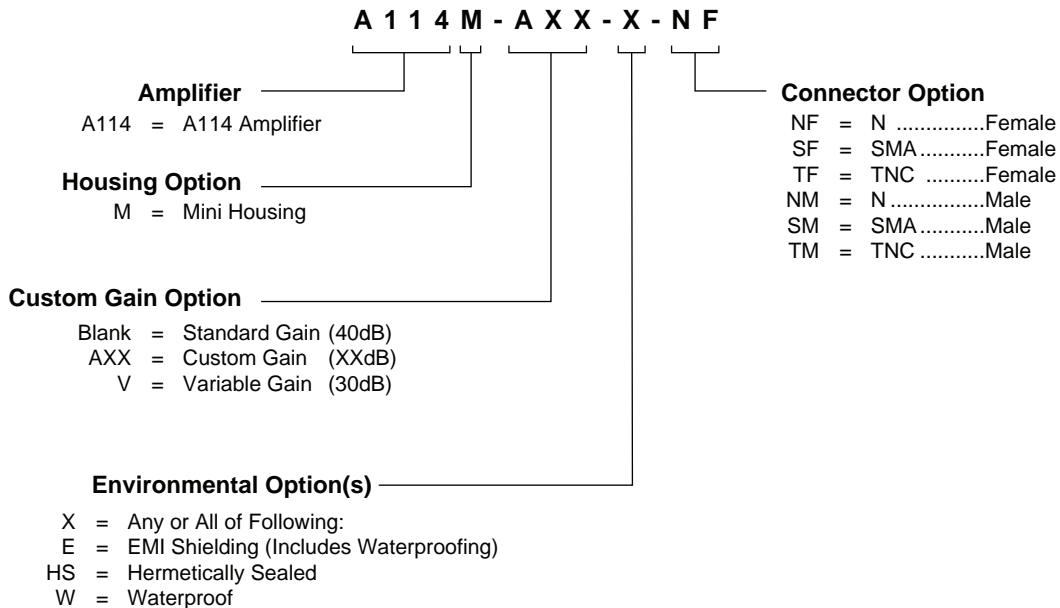 A 1 1 4 M - A X X - X - N F
Amplifier
A114 = A114 Amplifier
Housing Option
M = Mini Housing
Custom Gain Option
Blank = Standard Gain (40dB)
AXX = Custom Gain (XXdB)
V = Variable Gain (30dB)
Environmental Option(s)
X = Any or All of Following:
E = EMI Shielding (Includes Waterproofing)
HS = Hermetically Sealed
W = Waterproof
Connector Option
NF = N ...............Female
SF = SMA...........Female
TF = TNC ..........Female
NM = N.................Male
SM = SMA...........Male
TM = TNC ...........Male